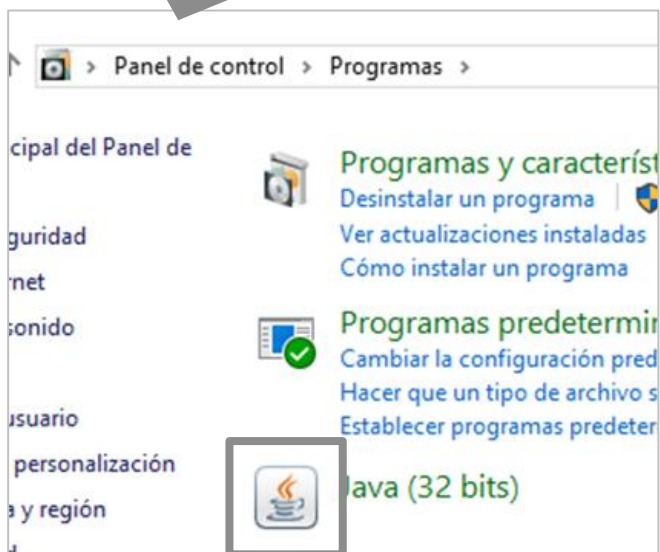 Panel de control > Programas >
cipal del Panel de
guridad
rnet
sonido
usuario
personalización
a y región
Programas y característ
Desinstalar un programa
Ver actualizaciones instaladas
Cómo instalar un programa
Programas predetermin
Cambiar la configuración pred
Hacer que un tipo de archivo s
Establecer programas predeter
Java (32 bits)